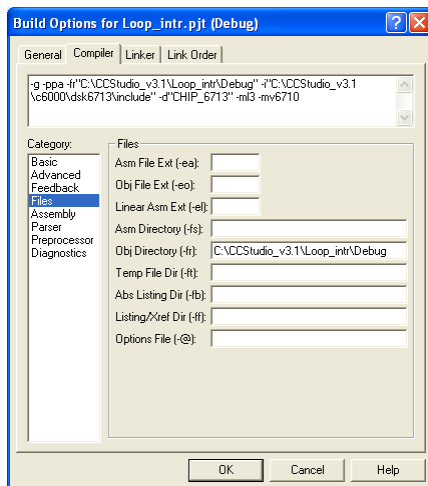 Build Options for Loop_intr.pjt (Debug)
General Compiler Linker Link Order
-g -ppa -fr"C:\CCStudio_v3.1\Loop_intr\Debug" -i"C:\CCStudio_v3.1
\c6000\dsk6713\include" -d"CHIP_6713" -ml3 -mv6710
Category:
Basic
Advanced
Feedback
Files
Assembly
Parser
Preprocessor
Diagnostics
Files
Asm File Ext (-ea):
Obj File Ext (-eo):
Linear Asm Ext (-el):
Asm Directory (-fs):
Obj Directory (-fr): C:\CCStudio_v3.1\Loop_intr\Debug
Temp File Dir (-ft):
Abs Listing Dir (-fb):
Listing/Xref Dir (-ff):
Options File (-@):
OK Cancel Help